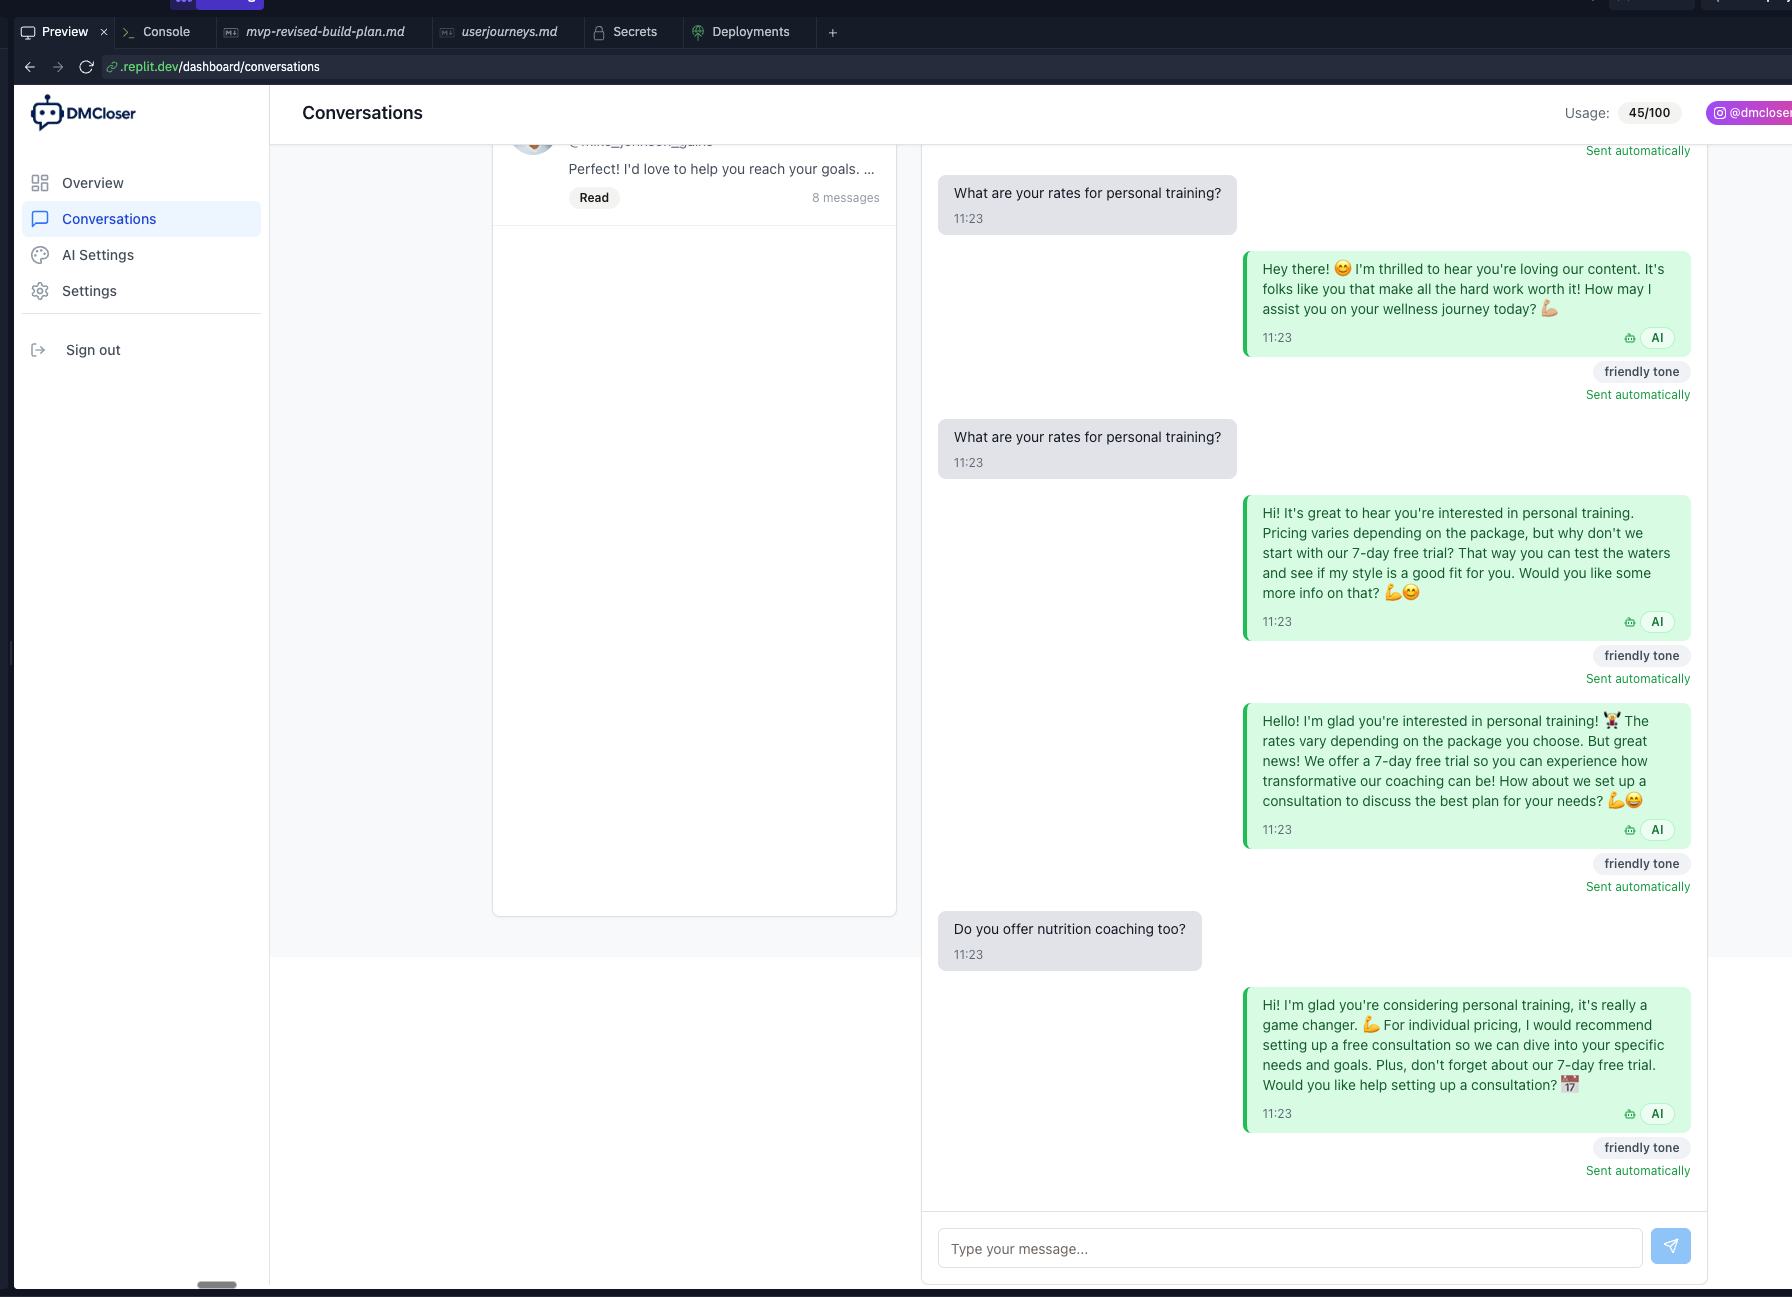 Preview
Console
mvp-revised-build-plan.md
userjourneys.md
Secrets
Deployments
.replit.dev/dashboard/conversations
DMCloser
Conversations
Usage: 45/100
@dmcloser
Overview
Conversations
AI Settings
Settings
Sign out
Perfect! I'd love to help you reach your goals. ...
Read
8 messages
Sent automatically
What are your rates for personal training?
11:23
Hey there! 😊 I'm thrilled to hear you're loving our content. It's
folks like you that make all the hard work worth it! How may I
assist you on your wellness journey today? 💪🏼
11:23
AI
friendly tone
Sent automatically
What are your rates for personal training?
11:23
Hi! It's great to hear you're interested in personal training.
Pricing varies depending on the package, but why don't we
start with our 7-day free trial? That way you can test the waters
and see if my style is a good fit for you. Would you like some
more info on that? 💪😊
11:23
AI
friendly tone
Sent automatically
Hello! I'm glad you're interested in personal training! 🏋️ The
rates vary depending on the package you choose. But great
news! We offer a 7-day free trial so you can experience how
transformative our coaching can be! How about we set up a
consultation to discuss the best plan for your needs? 💪😄
11:23
AI
friendly tone
Sent automatically
Do you offer nutrition coaching too?
11:23
Hi! I'm glad you're considering personal training, it's really a
game changer. 💪 For individual pricing, I would recommend
setting up a free consultation so we can dive into your specific
needs and goals. Plus, don't forget about our 7-day free trial.
Would you like help setting up a consultation? 📅
11:23
AI
friendly tone
Sent automatically
Type your message...